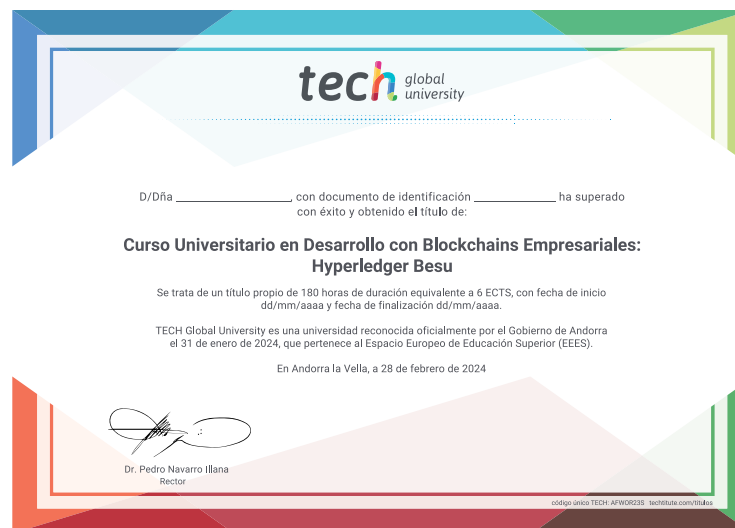 tech global university
D/Dña ______________, con documento de identificación ______________ ha superado
con éxito y obtenido el título de:
Curso Universitario en Desarrollo con Blockchains Empresariales:
Hyperledger Besu
Se trata de un título propio de 180 horas de duración equivalente a 6 ECTS, con fecha de inicio
dd/mm/aaaa y fecha de finalización dd/mm/aaaa.
TECH Global University es una universidad reconocida oficialmente por el Gobierno de Andorra
el 31 de enero de 2024, que pertenece al Espacio Europeo de Educación Superior (EEES).
En Andorra la Vella, a 28 de febrero de 2024
Dr. Pedro Navarro Illana
Rector
código único TECH: AFWOR23S techtitute.com/titulos